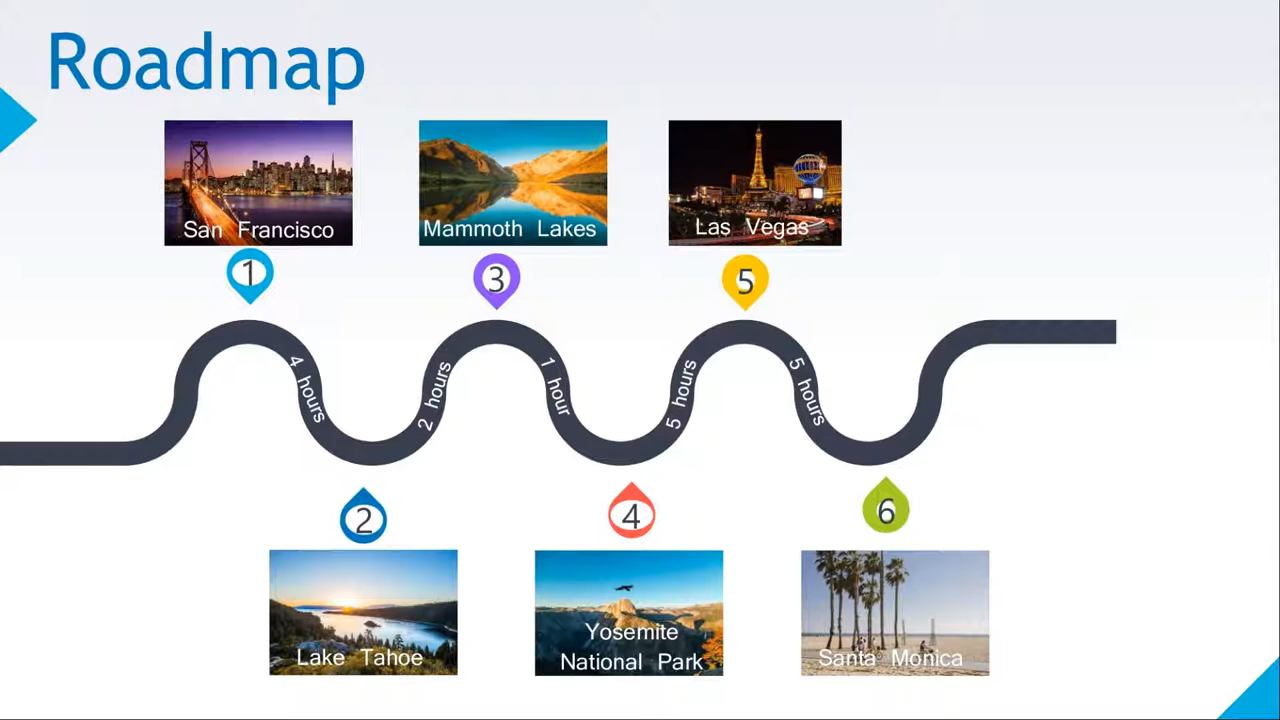 Roadmap
San Francisco
Mammoth Lakes
Las Vegas
1
3
5
4 hours
2 hours
1 hour
5 hours
5 hours
2
4
6
Lake Tahoe
Yosemite
National Park
Santa Monica